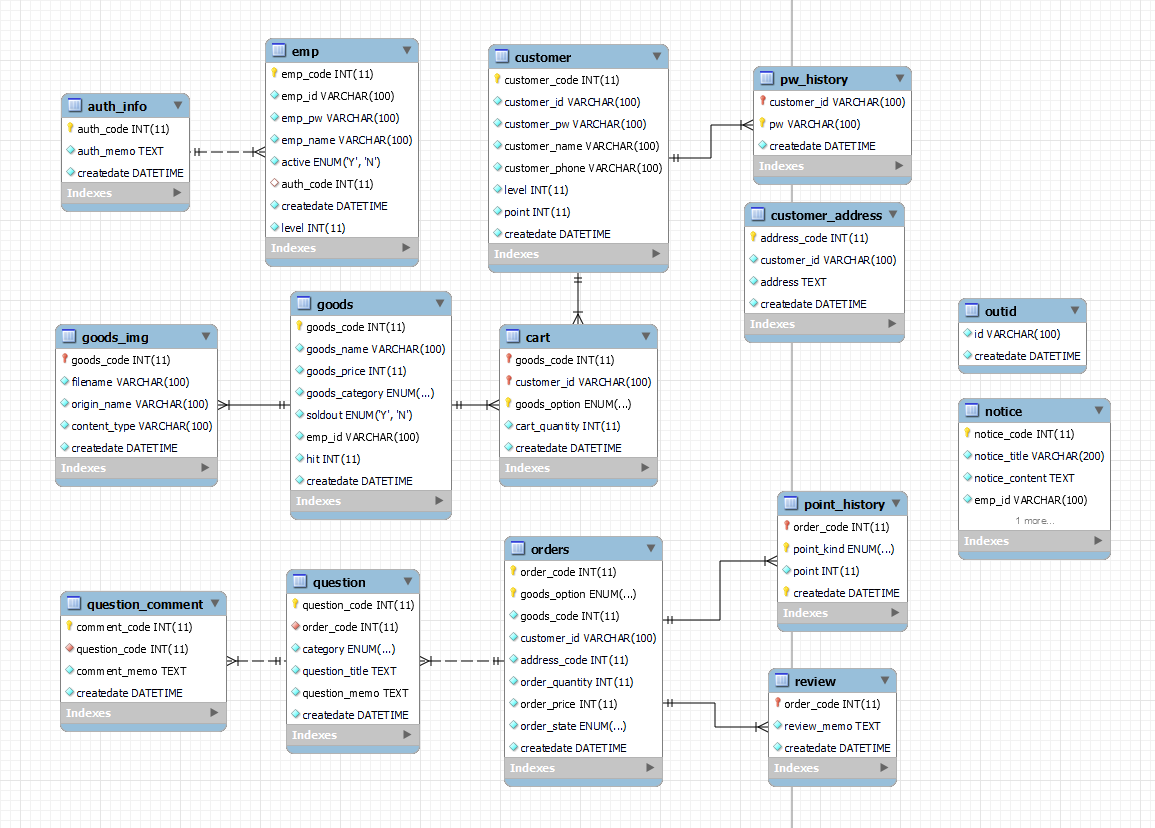 auth_info
auth_code INT(11)
auth_memo TEXT
createdate DATETIME
Indexes
emp
emp_code INT(11)
emp_id VARCHAR(100)
emp_pw VARCHAR(100)
emp_name VARCHAR(100)
active ENUM('Y', 'N')
auth_code INT(11)
createdate DATETIME
level INT(11)
Indexes
customer
customer_code INT(11)
customer_id VARCHAR(100)
customer_pw VARCHAR(100)
customer_name VARCHAR(100)
customer_phone VARCHAR(100)
level INT(11)
point INT(11)
createdate DATETIME
Indexes
pw_history
customer_id VARCHAR(100)
pw VARCHAR(100)
createdate DATETIME
Indexes
customer_address
address_code INT(11)
customer_id VARCHAR(100)
address TEXT
createdate DATETIME
Indexes
goods_img
goods_code INT(11)
filename VARCHAR(100)
origin_name VARCHAR(100)
content_type VARCHAR(100)
createdate DATETIME
Indexes
goods
goods_code INT(11)
goods_name VARCHAR(100)
goods_price INT(11)
goods_category ENUM(...)
soldout ENUM('Y', 'N')
emp_id VARCHAR(100)
hit INT(11)
createdate DATETIME
Indexes
cart
goods_code INT(11)
customer_id VARCHAR(100)
goods_option ENUM(...)
cart_quantity INT(11)
createdate DATETIME
Indexes
outid
id VARCHAR(100)
createdate DATETIME
notice
notice_code INT(11)
notice_title VARCHAR(200)
notice_content TEXT
emp_id VARCHAR(100)
1 more...
Indexes
question_comment
comment_code INT(11)
question_code INT(11)
comment_memo TEXT
createdate DATETIME
Indexes
question
question_code INT(11)
order_code INT(11)
category ENUM(...)
question_title TEXT
question_memo TEXT
createdate DATETIME
Indexes
orders
order_code INT(11)
goods_option ENUM(...)
goods_code INT(11)
customer_id VARCHAR(100)
address_code INT(11)
order_quantity INT(11)
order_price INT(11)
order_state ENUM(...)
createdate DATETIME
Indexes
point_history
order_code INT(11)
point_kind ENUM(...)
point INT(11)
createdate DATETIME
Indexes
review
order_code INT(11)
review_memo TEXT
createdate DATETIME
Indexes